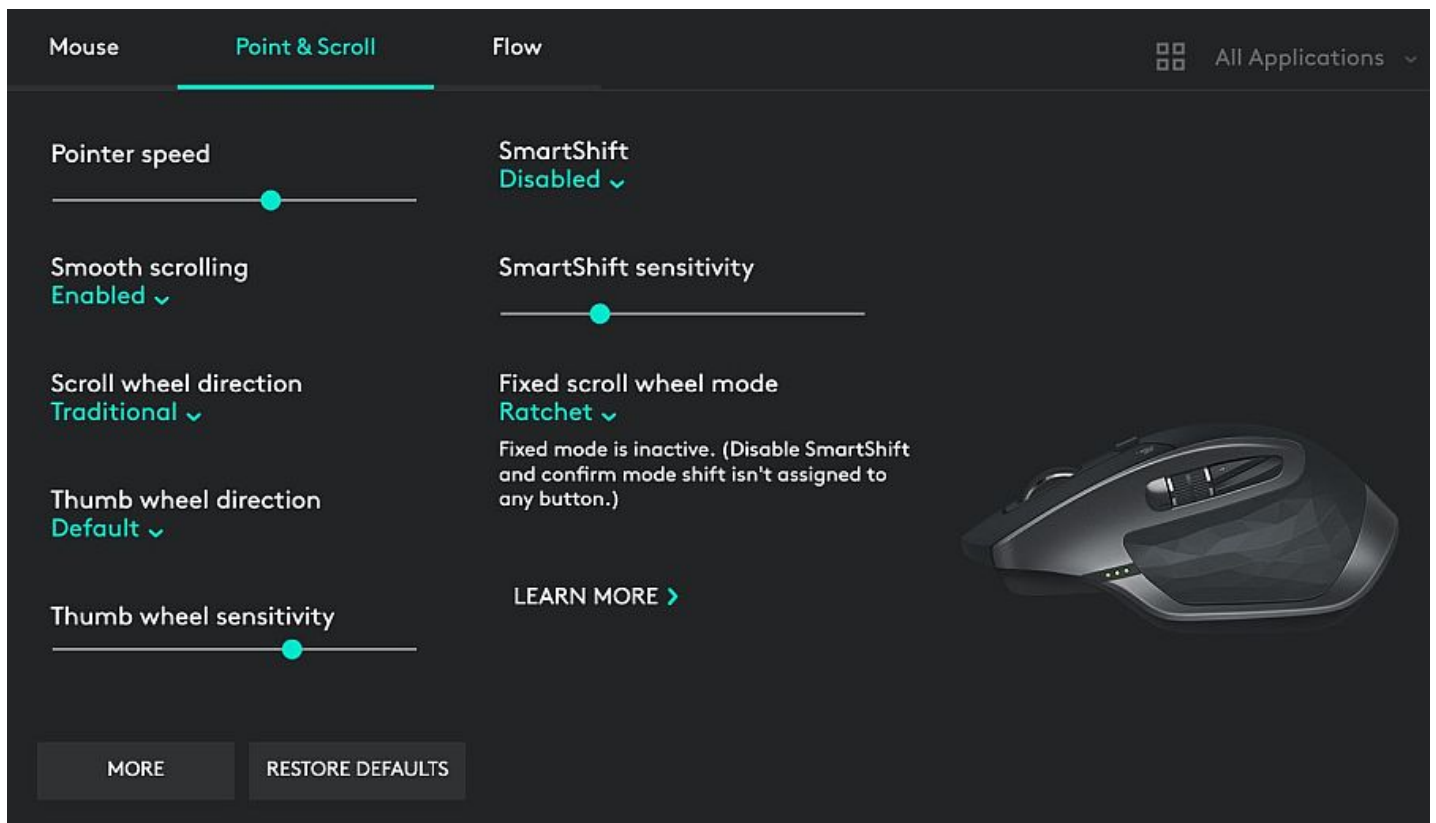 Mouse
Point & Scroll
Flow
All Applications
Pointer speed
Smooth scrolling
Enabled
Scroll wheel direction
Traditional
Thumb wheel direction
Default
Thumb wheel sensitivity
SmartShift
Disabled
SmartShift sensitivity
Fixed scroll wheel mode
Ratchet
Fixed mode is inactive. (Disable SmartShift
and confirm mode shift isn't assigned to
any button.)
LEARN MORE
MORE
RESTORE DEFAULTS